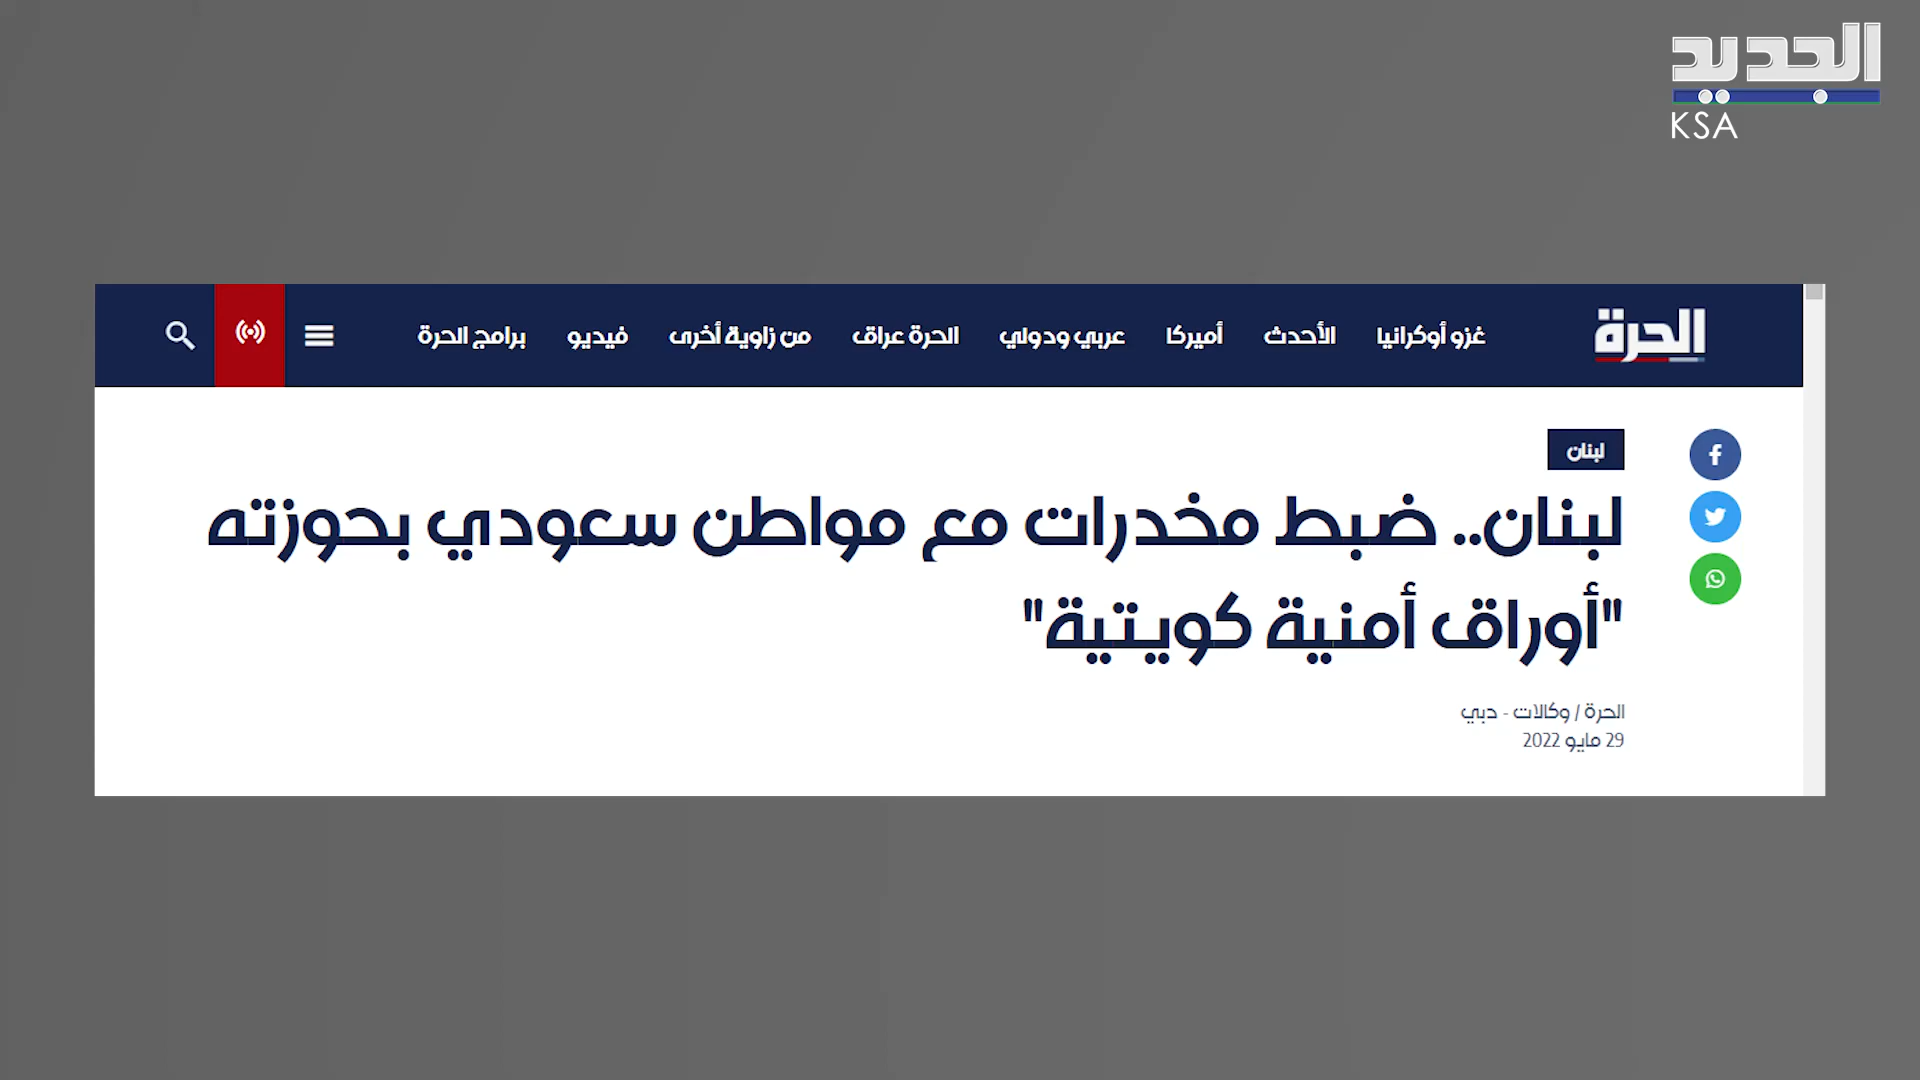 الجديد
KSA
الحرة
غزو أوكرانيا الأحدث أميركا عربي ودولي الحرة عراق من زاوية أخرى فيديو برامج الحرة
لبنان
لبنان.. ضبط مخدرات مع مواطن سعودي بحوزته
"أوراق أمنية كويتية"
الحرة / وكالات - دبي
29 مايو 2022